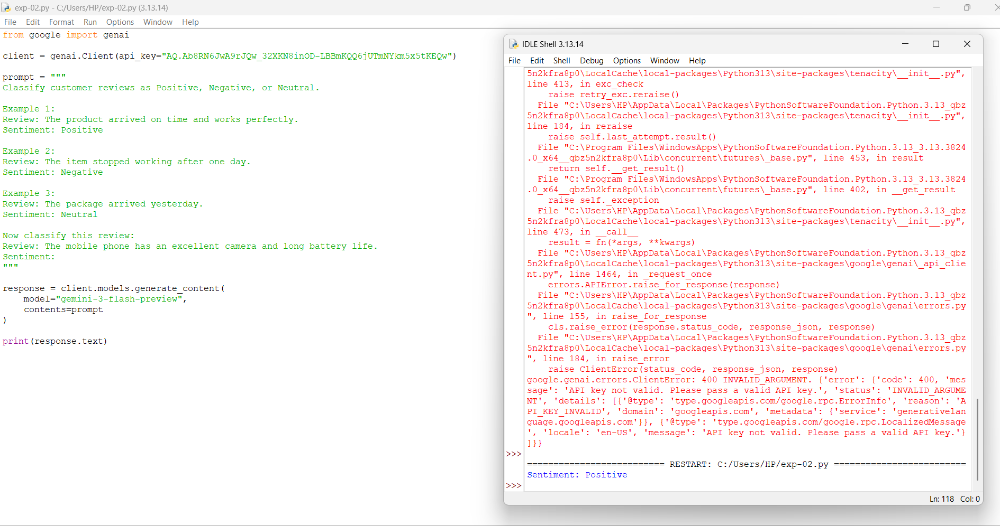 exp-02.py - C:/Users/HP/exp-02.py (3.13.14)
File Edit Format Run Options Window Help
from google import genai
client = genai.Client(api_key="AQ.Ab8RN6JwA9rJQw_32XKN8inOD-LBBmKQQ6jUTmNYkm5x5tKEQw")
prompt = """
Classify customer reviews as Positive, Negative, or Neutral.
Example 1:
Review: The product arrived on time and works perfectly.
Sentiment: Positive
Example 2:
Review: The item stopped working after one day.
Sentiment: Negative
Example 3:
Review: The package arrived yesterday.
Sentiment: Neutral
Now classify this review:
Review: The mobile phone has an excellent camera and long battery life.
Sentiment:
"""
response = client.models.generate_content(
    model="gemini-3-flash-preview",
    contents=prompt
)
print(response.text)
IDLE Shell 3.13.14
File Edit Shell Debug Options Window Help
5n2kfra8p0\LocalCache\local-packages\Python313\site-packages\tenacity\__init__.py",
line 413, in exc_check
    raise retry_exc.reraise()
  File "C:\Users\HP\AppData\Local\Packages\PythonSoftwareFoundation.Python.3.13_qbz
5n2kfra8p0\LocalCache\local-packages\Python313\site-packages\tenacity\__init__.py",
line 184, in reraise
    raise self.last_attempt.result()
  File "C:\Program Files\WindowsApps\PythonSoftwareFoundation.Python.3.13_3.13.3824
.0_x64__qbz5n2kfra8p0\Lib\concurrent\futures\_base.py", line 453, in result
    return self.__get_result()
  File "C:\Program Files\WindowsApps\PythonSoftwareFoundation.Python.3.13_3.13.3824
.0_x64__qbz5n2kfra8p0\Lib\concurrent\futures\_base.py", line 402, in __get_result
    raise self._exception
  File "C:\Users\HP\AppData\Local\Packages\PythonSoftwareFoundation.Python.3.13_qbz
5n2kfra8p0\LocalCache\local-packages\Python313\site-packages\tenacity\__init__.py",
line 473, in __call__
    result = fn(*args, **kwargs)
  File "C:\Users\HP\AppData\Local\Packages\PythonSoftwareFoundation.Python.3.13_qbz
5n2kfra8p0\LocalCache\local-packages\Python313\site-packages\google\genai\_api_clie
nt.py", line 1464, in _request_once
    errors.APIError.raise_for_response(response)
  File "C:\Users\HP\AppData\Local\Packages\PythonSoftwareFoundation.Python.3.13_qbz
5n2kfra8p0\LocalCache\local-packages\Python313\site-packages\google\genai\errors.py
", line 155, in raise_for_response
    cls.raise_error(response.status_code, response_json, response)
  File "C:\Users\HP\AppData\Local\Packages\PythonSoftwareFoundation.Python.3.13_qbz
5n2kfra8p0\LocalCache\local-packages\Python313\site-packages\google\genai\errors.py
", line 184, in raise_error
    raise ClientError(status_code, response_json, response)
google.genai.errors.ClientError: 400 INVALID_ARGUMENT. {'error': {'code': 400, 'mes
sage': 'API key not valid. Please pass a valid API key.', 'status': 'INVALID_ARGUME
NT', 'details': [{'@type': 'type.googleapis.com/google.rpc.ErrorInfo', 'reason': 'A
PI_KEY_INVALID', 'domain': 'googleapis.com', 'metadata': {'service': 'generativelan
guage.googleapis.com'}}, {'@type': 'type.googleapis.com/google.rpc.LocalizedMessage
', 'locale': 'en-US', 'message': 'API key not valid. Please pass a valid API key.'}
]}}
>>>
========================== RESTART: C:/Users/HP/exp-02.py =========================
Sentiment: Positive
>>>
Ln: 118 Col: 0